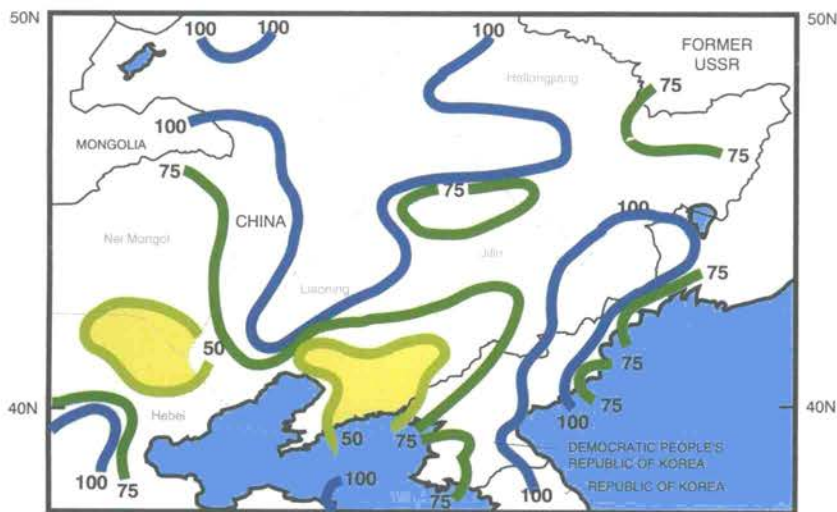 50N
50N
100
100
100
FORMER
USSR
Heilongjiang
75
100
MONGOLIA
75
75
75
100
CHINA
Nei Mongol
Jilin
75
Liaoning
50
75
40N
Hebei
75
100
40N
50
75
100
75
100
75
100
DEMOCRATIC PEOPLE'S
REPUBLIC OF KOREA
REPUBLIC OF KOREA